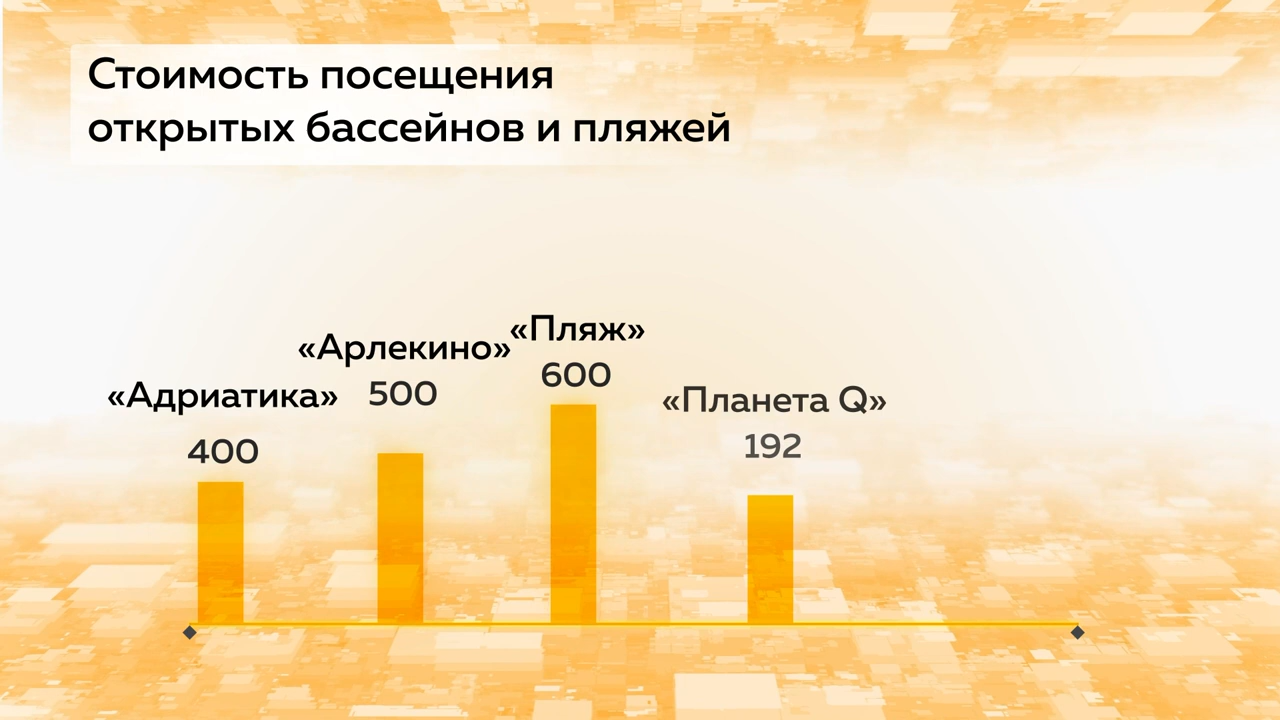 Стоимость посещения
открытых бассейнов и пляжей
«Адриатика»
400
«Арлекино»
500
«Пляж»
600
«Планета Q»
192